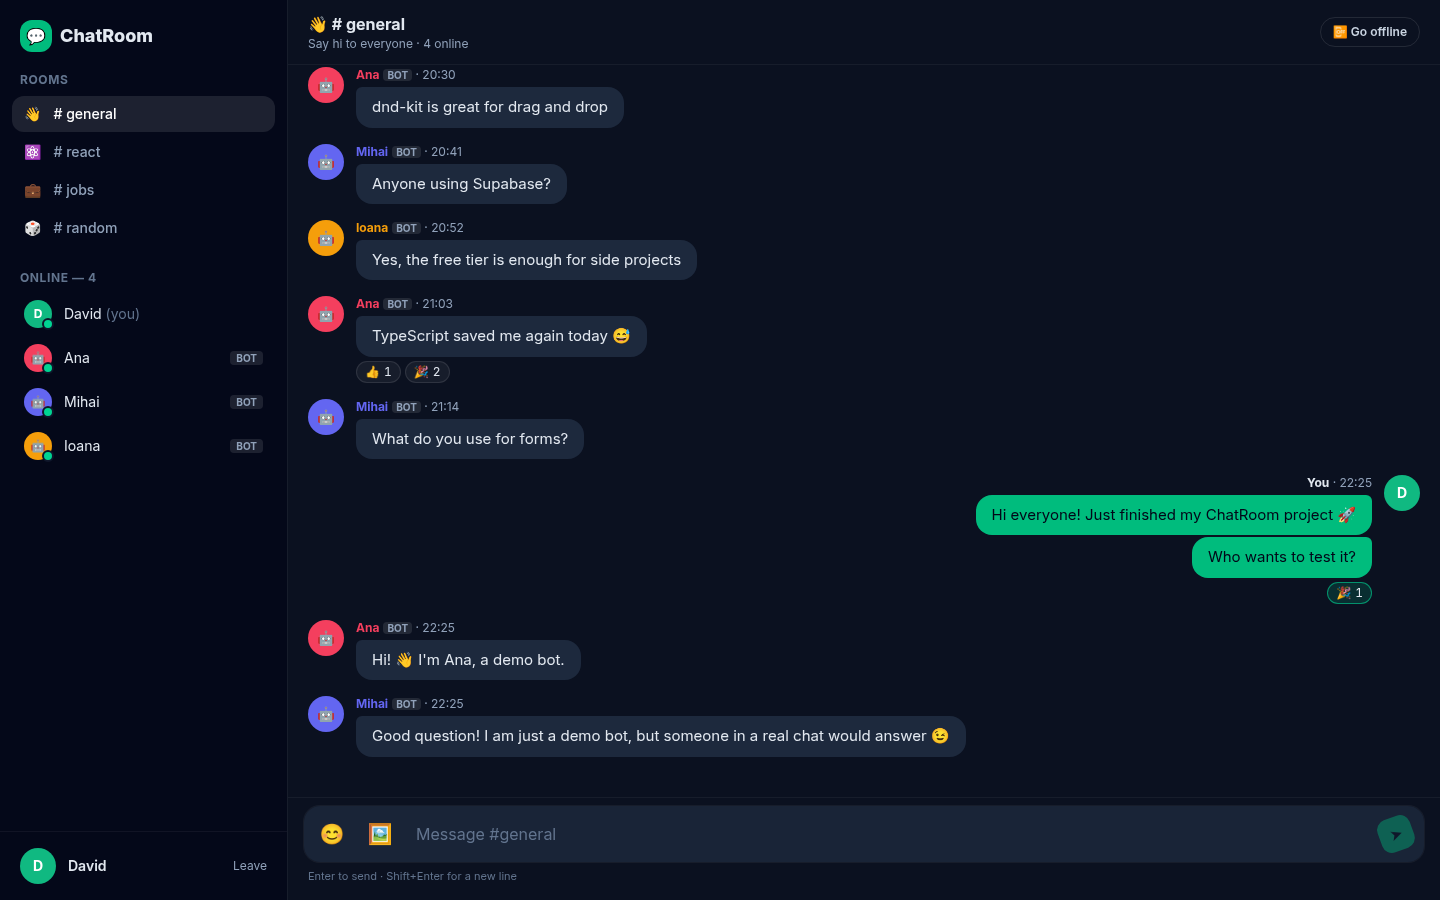 💬 ChatRoom
ROOMS
👋 # general
⚛️ # react
💼 # jobs
🎲 # random
ONLINE — 4
D David (you)
🤖 Ana BOT
🤖 Mihai BOT
🤖 Ioana BOT
D David Leave
👋 # general
Say hi to everyone · 4 online
📴 Go offline
Ana BOT · 20:30
dnd-kit is great for drag and drop
Mihai BOT · 20:41
Anyone using Supabase?
Ioana BOT · 20:52
Yes, the free tier is enough for side projects
Ana BOT · 21:03
TypeScript saved me again today 😅
👍 1 🎉 2
Mihai BOT · 21:14
What do you use for forms?
You · 22:25
D
Hi everyone! Just finished my ChatRoom project 🚀
Who wants to test it?
🎉 1
Ana BOT · 22:25
Hi! 👋 I'm Ana, a demo bot.
Mihai BOT · 22:25
Good question! I am just a demo bot, but someone in a real chat would answer 😉
😊 🖼️ Message #general ➤
Enter to send · Shift+Enter for a new line